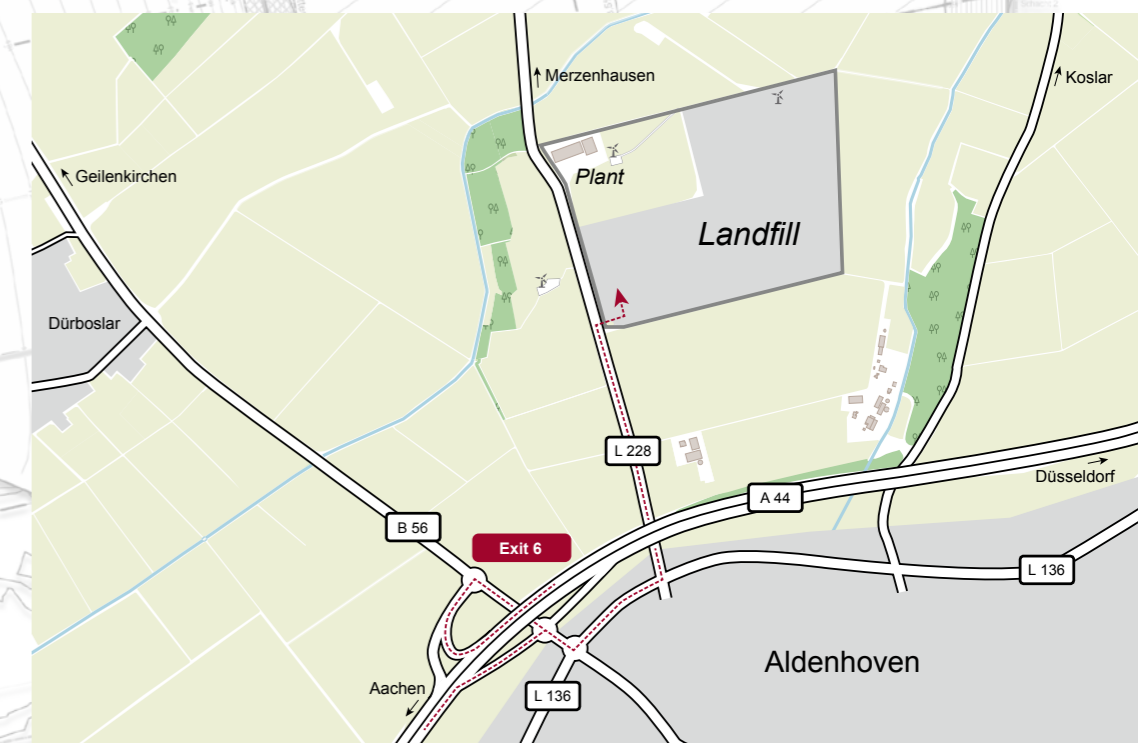 Merzenhausen
Koslar
Geilenkirchen
Plant
Landfill
Dürboslar
L 228
Düsseldorf
A 44
B 56
Exit 6
L 136
Aldenhoven
Aachen
L 136